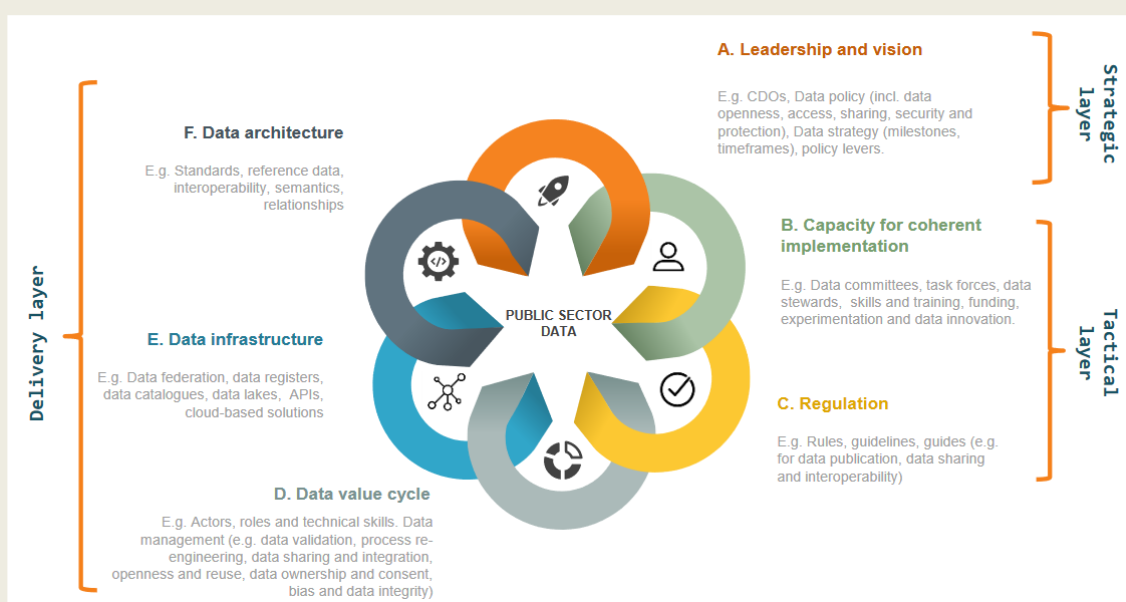 A. Leadership and vision
E.g. CDOs, Data policy (incl. data
openness, access, sharing, security and
protection), Data strategy (milestones,
timeframes), policy levers.
Strategic
layer
B. Capacity for coherent
implementation
E.g. Data committees, task forces, data
stewards, skills and training, funding,
experimentation and data innovation.
C. Regulation
E.g. Rules, guidelines, guides (e.g.
for data publication, data sharing
and interoperability)
Tactical
layer
D. Data value cycle
E.g. Actors, roles and technical skills. Data
management (e.g. data validation, process re-
engineering, data sharing and integration,
openness and reuse, data ownership and consent,
bias and data integrity)
E. Data infrastructure
E.g. Data federation, data registers,
data catalogues, data lakes, APIs,
cloud-based solutions
F. Data architecture
E.g. Standards, reference data,
interoperability, semantics,
relationships
Delivery layer
PUBLIC SECTOR
DATA